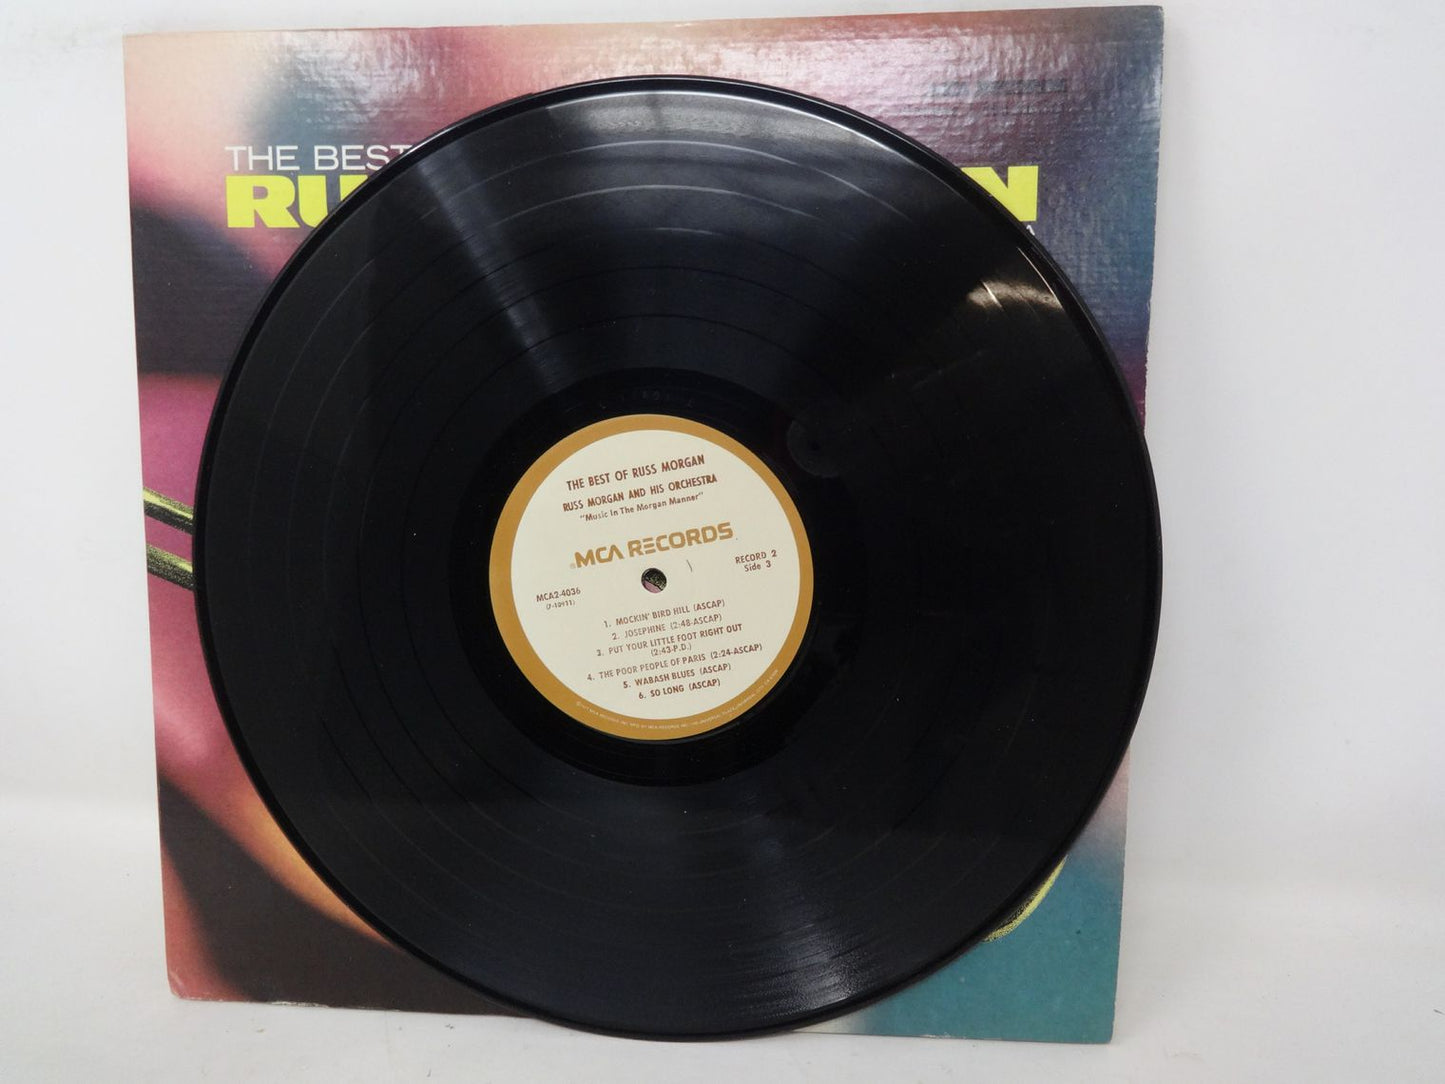 THE BEST
RU
N
A
THE BEST OF RUSS MORGAN
RUSS MORGAN AND HIS ORCHESTRA
"Music In The Morgan Manner"
MCA RECORDS
RECORD 2
Side 3
MCA2-4036
(7-10911)
1. MOCKIN' BIRD HILL (ASCAP)
2. JOSEPHINE (2:48-ASCAP)
3. PUT YOUR LITTLE FOOT RIGHT OUT
(2:43-P.D.)
4. THE POOR PEOPLE OF PARIS (2:24-ASCAP)
5. WABASH BLUES (ASCAP)
6. SO LONG (ASCAP)